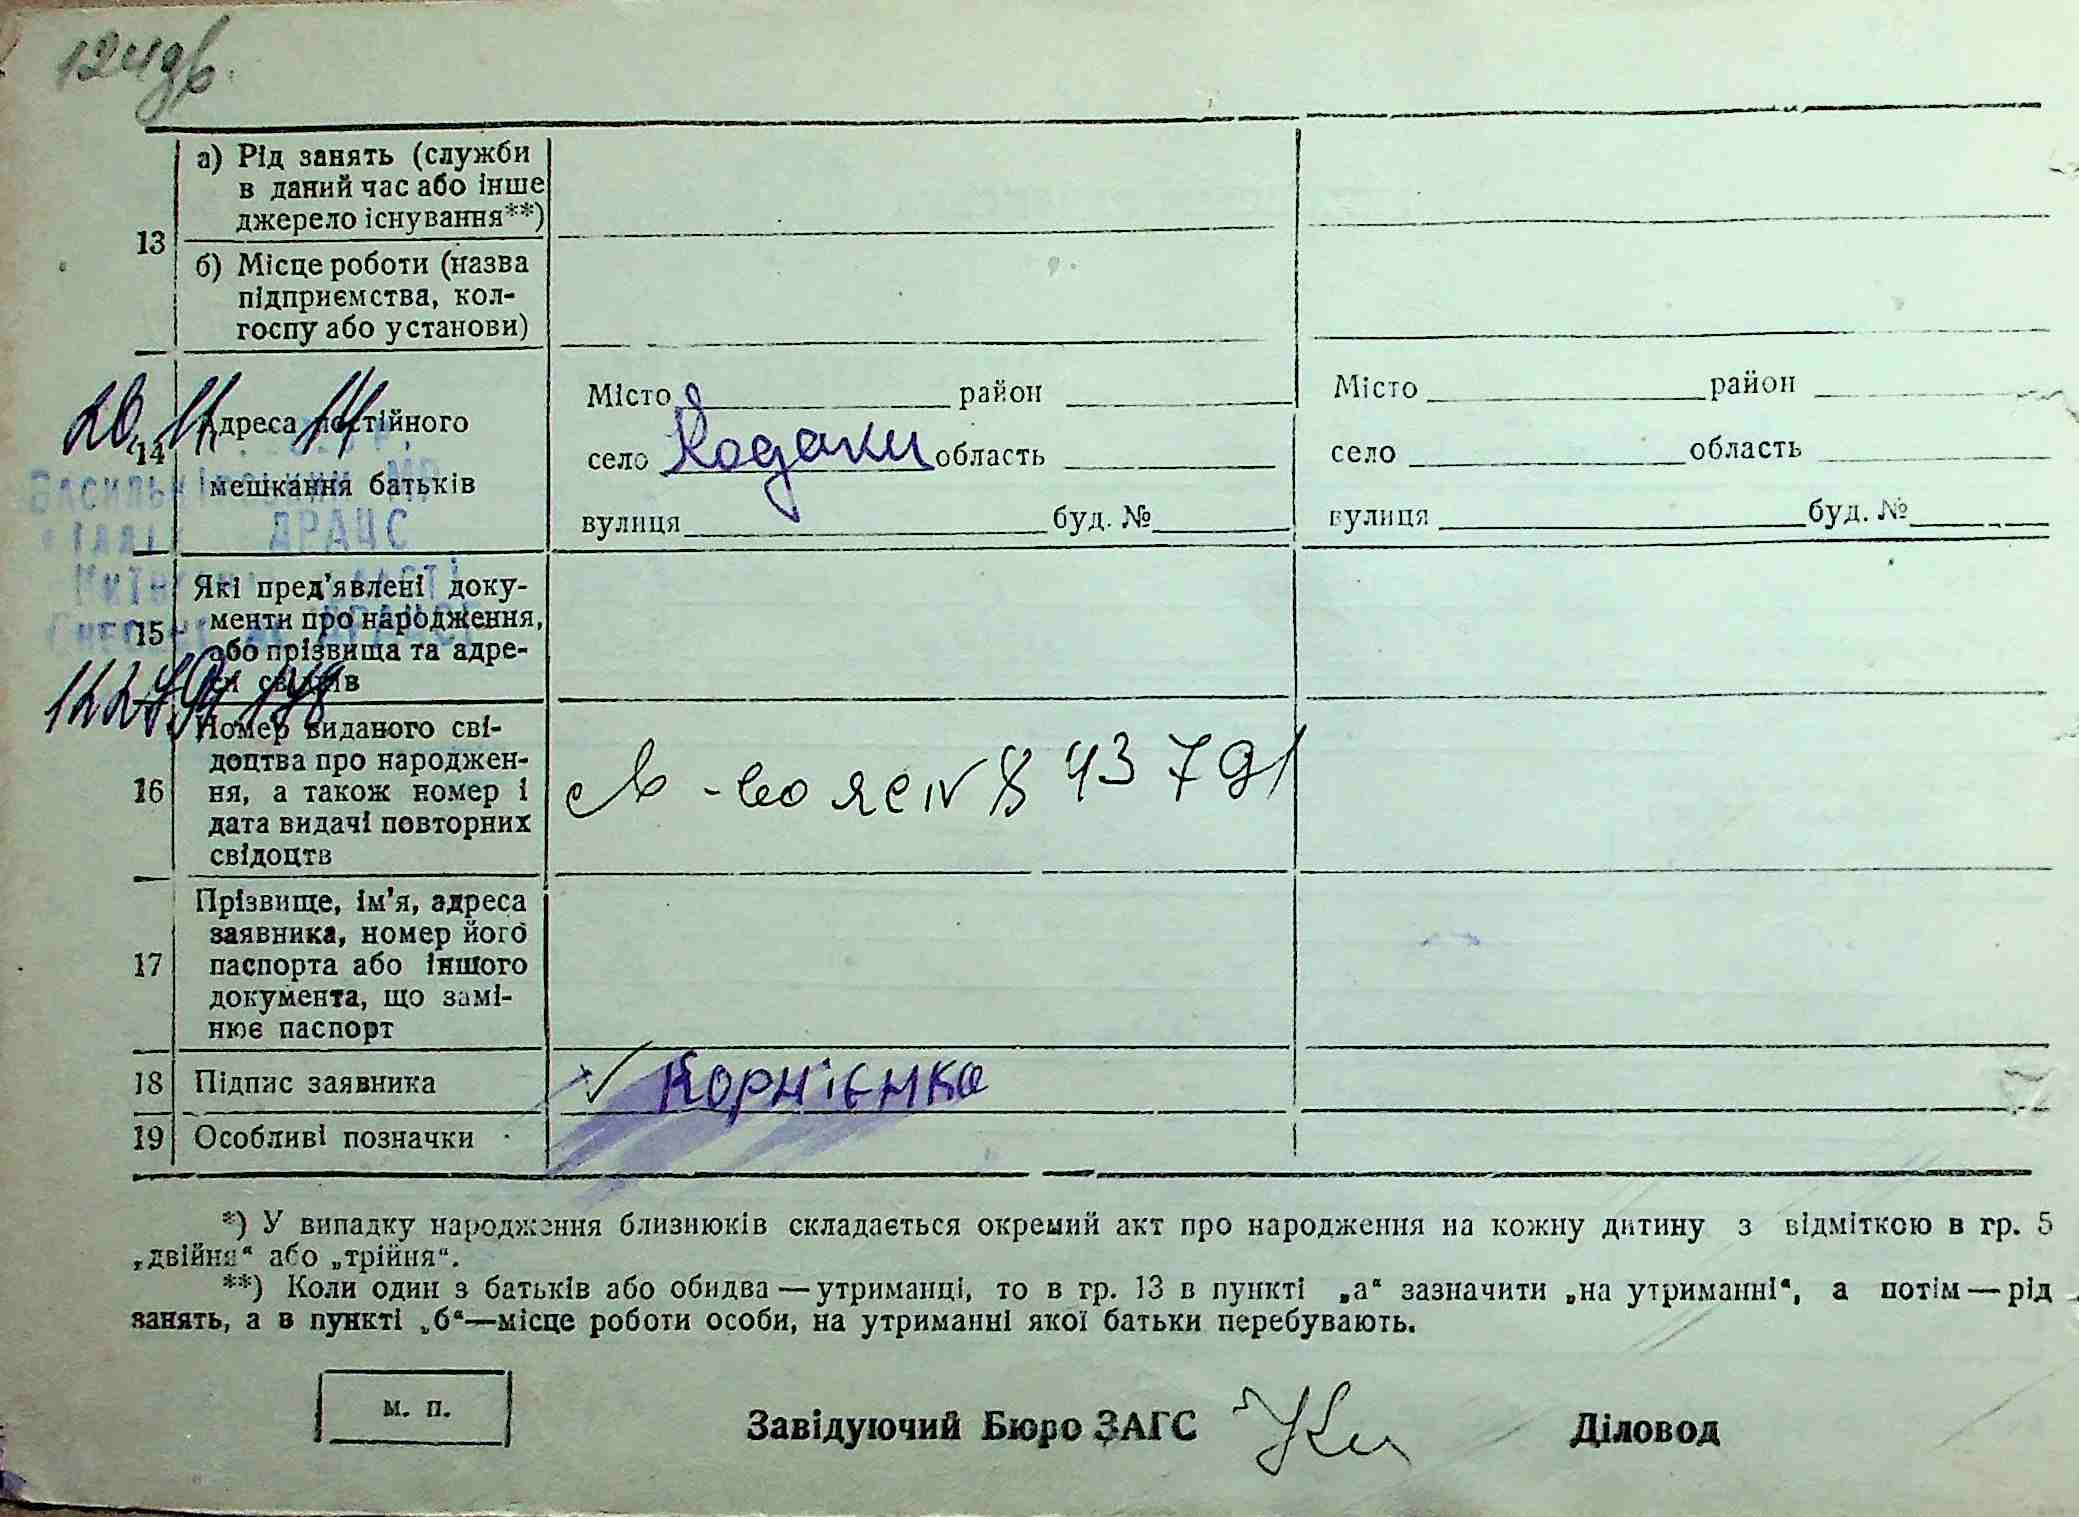 124дв.
13
а) Рід занять (служби
в даний час або інше
джерело існування**)
б) Місце роботи (назва
підприємства, кол-
госпу або установи)
20.11.14
14
Адреса постійного
мешкання батьків
Місто район
село Кодаки область
вулиця буд. №
Місто район
село область
вулиця буд. №
ДРАЦС
15
Які пред'явлені доку-
менти про народження,
або прізвища та адре-
си свідків
16
Номер виданого сві-
доцтва про народжен-
ня, а також номер і
дата видачі повторних
свідоцтв
43791
17
Прізвище, ім'я, адреса
заявника, номер його
паспорта або іншого
документа, що замі-
нює паспорт
18 Підпис заявника Корнієнко
19 Особливі позначки
*) У випадку народження близнюків складається окремий акт про народження на кожну дитину з відміткою в гр. 5
„двійня“ або „трійня“.
**) Коли один з батьків або обидва — утриманці, то в гр. 13 в пункті „а“ зазначити „на утриманні“, а потім — рід
занять, а в пункті „б“—місце роботи особи, на утриманні якої батьки перебувають.
м. п.
Завідуючий Бюро ЗАГС
Діловод